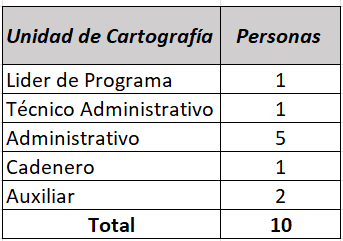 Unidad de Cartografía Personas
Lider de Programa 1
Técnico Administrativo 1
Administrativo 5
Cadenero 1
Auxiliar 2
Total 10